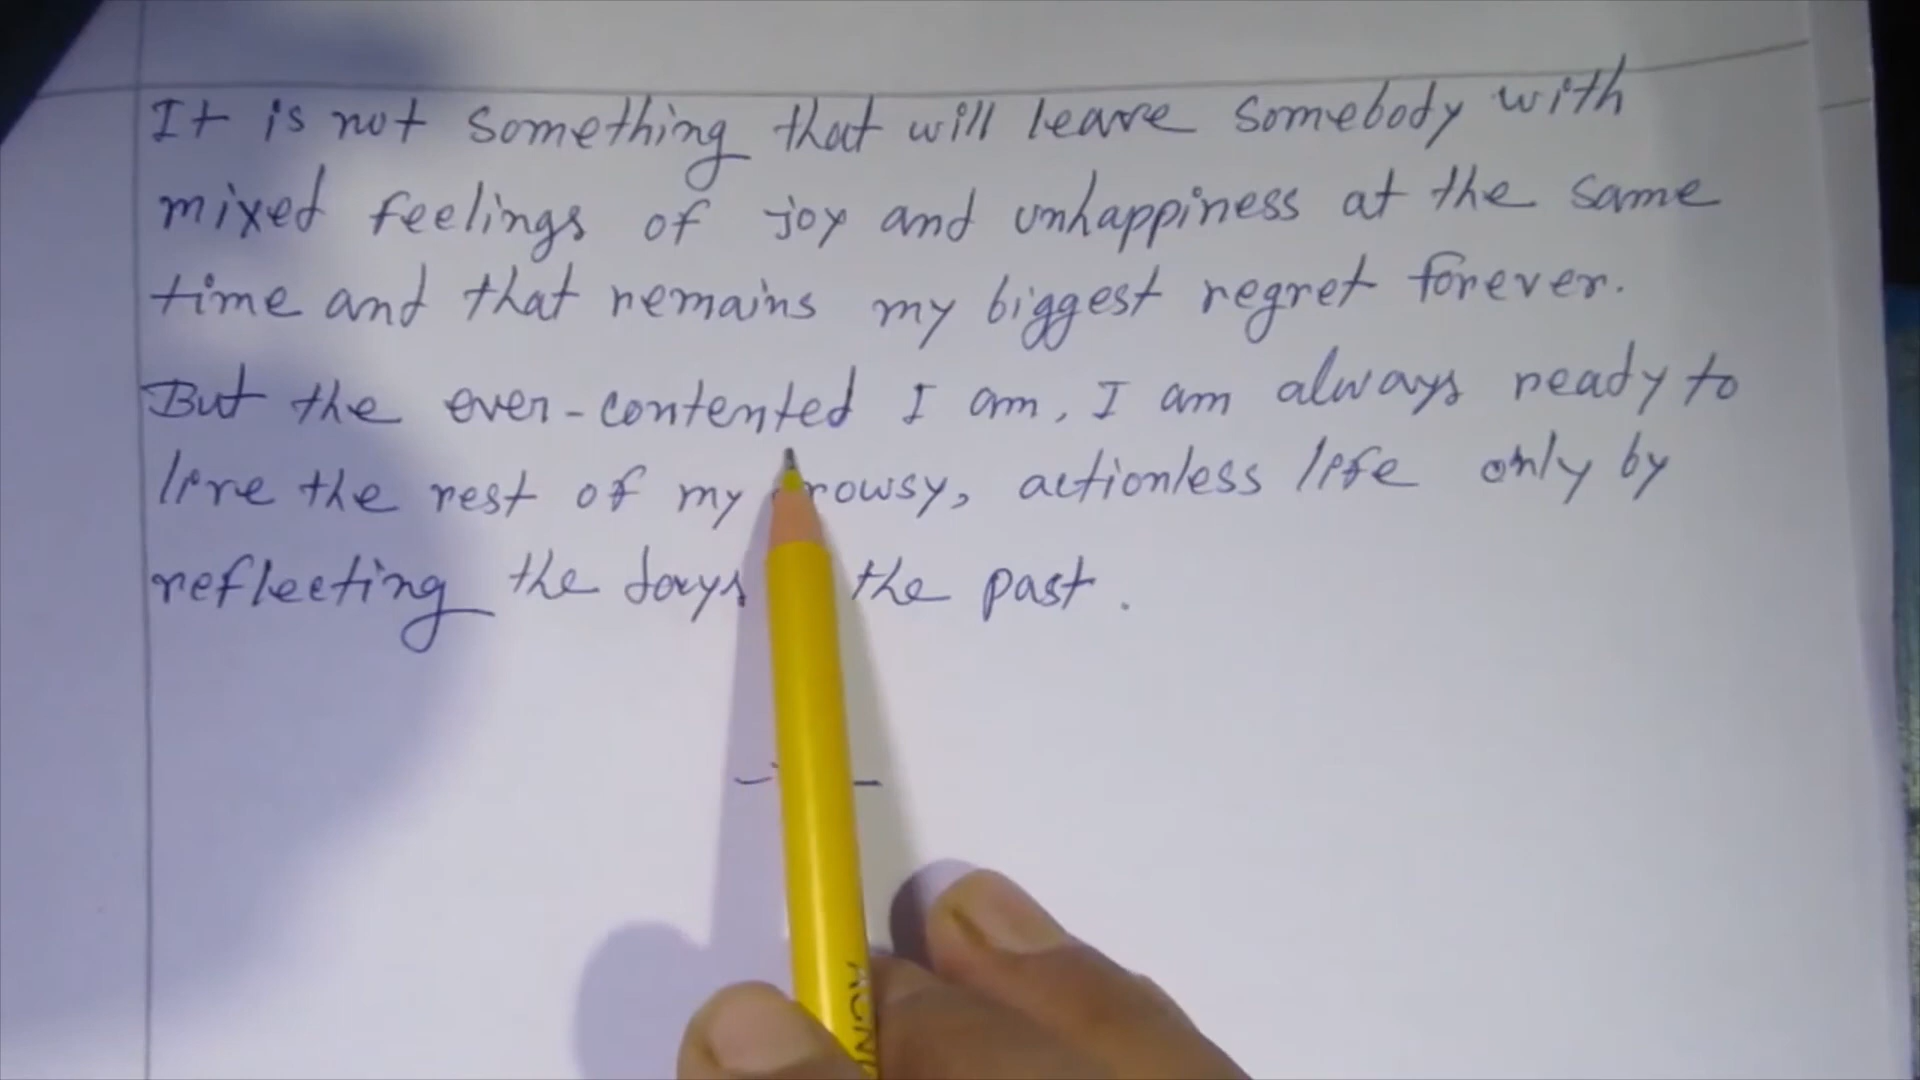 It is not something that will leave somebody with
mixed feelings of joy and unhappiness at the same
time and that remains my biggest regret forever.
But the ever-contented I am, I am always ready to
live the rest of my rowsy, actionless life only by
reflecting the days the past.